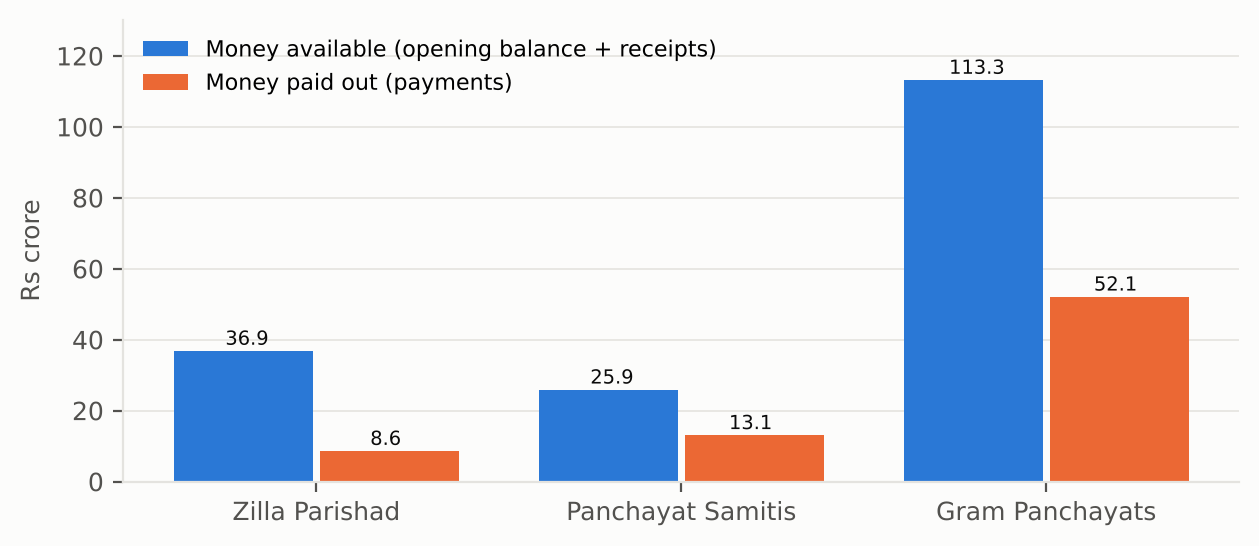 Money available (opening balance + receipts)
Money paid out (payments)
Rs crore
120
100
80
60
40
20
0
36.9
8.6
25.9
13.1
113.3
52.1
Zilla Parishad
Panchayat Samitis
Gram Panchayats